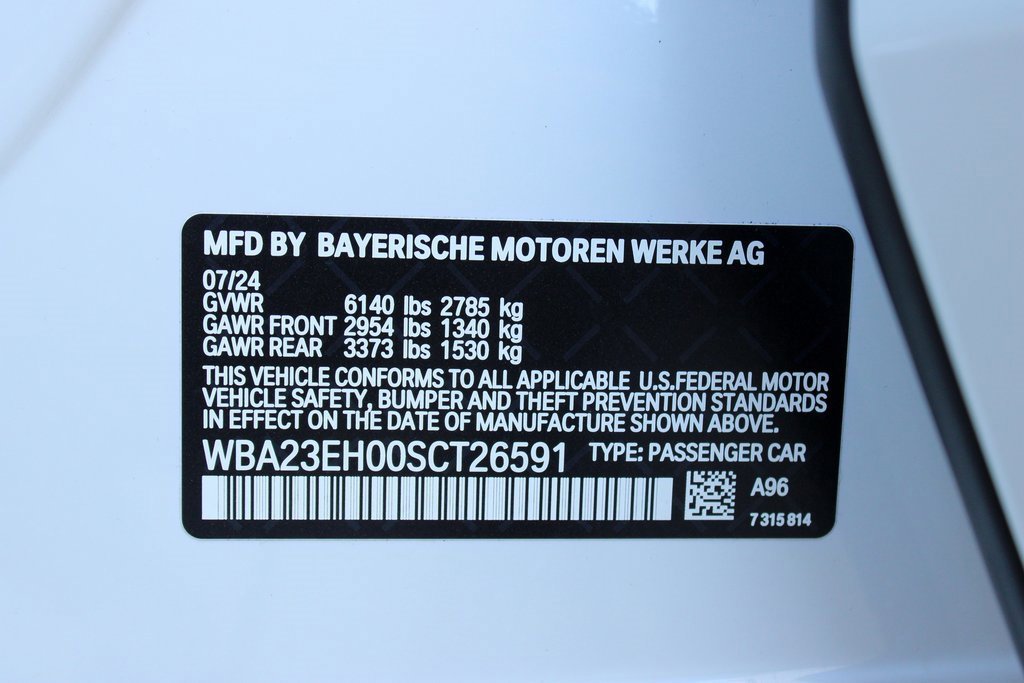 MFD BY BAYERISCHE MOTOREN WERKE AG
07/24
GVWR 6140 lbs 2785 kg
GAWR FRONT 2954 lbs 1340 kg
GAWR REAR 3373 lbs 1530 kg
THIS VEHICLE CONFORMS TO ALL APPLICABLE U.S.FEDERAL MOTOR
VEHICLE SAFETY, BUMPER AND THEFT PREVENTION STANDARDS
IN EFFECT ON THE DATE OF MANUFACTURE SHOWN ABOVE.
WBA23EH00SCT26591 TYPE: PASSENGER CAR
A96
7 315 814